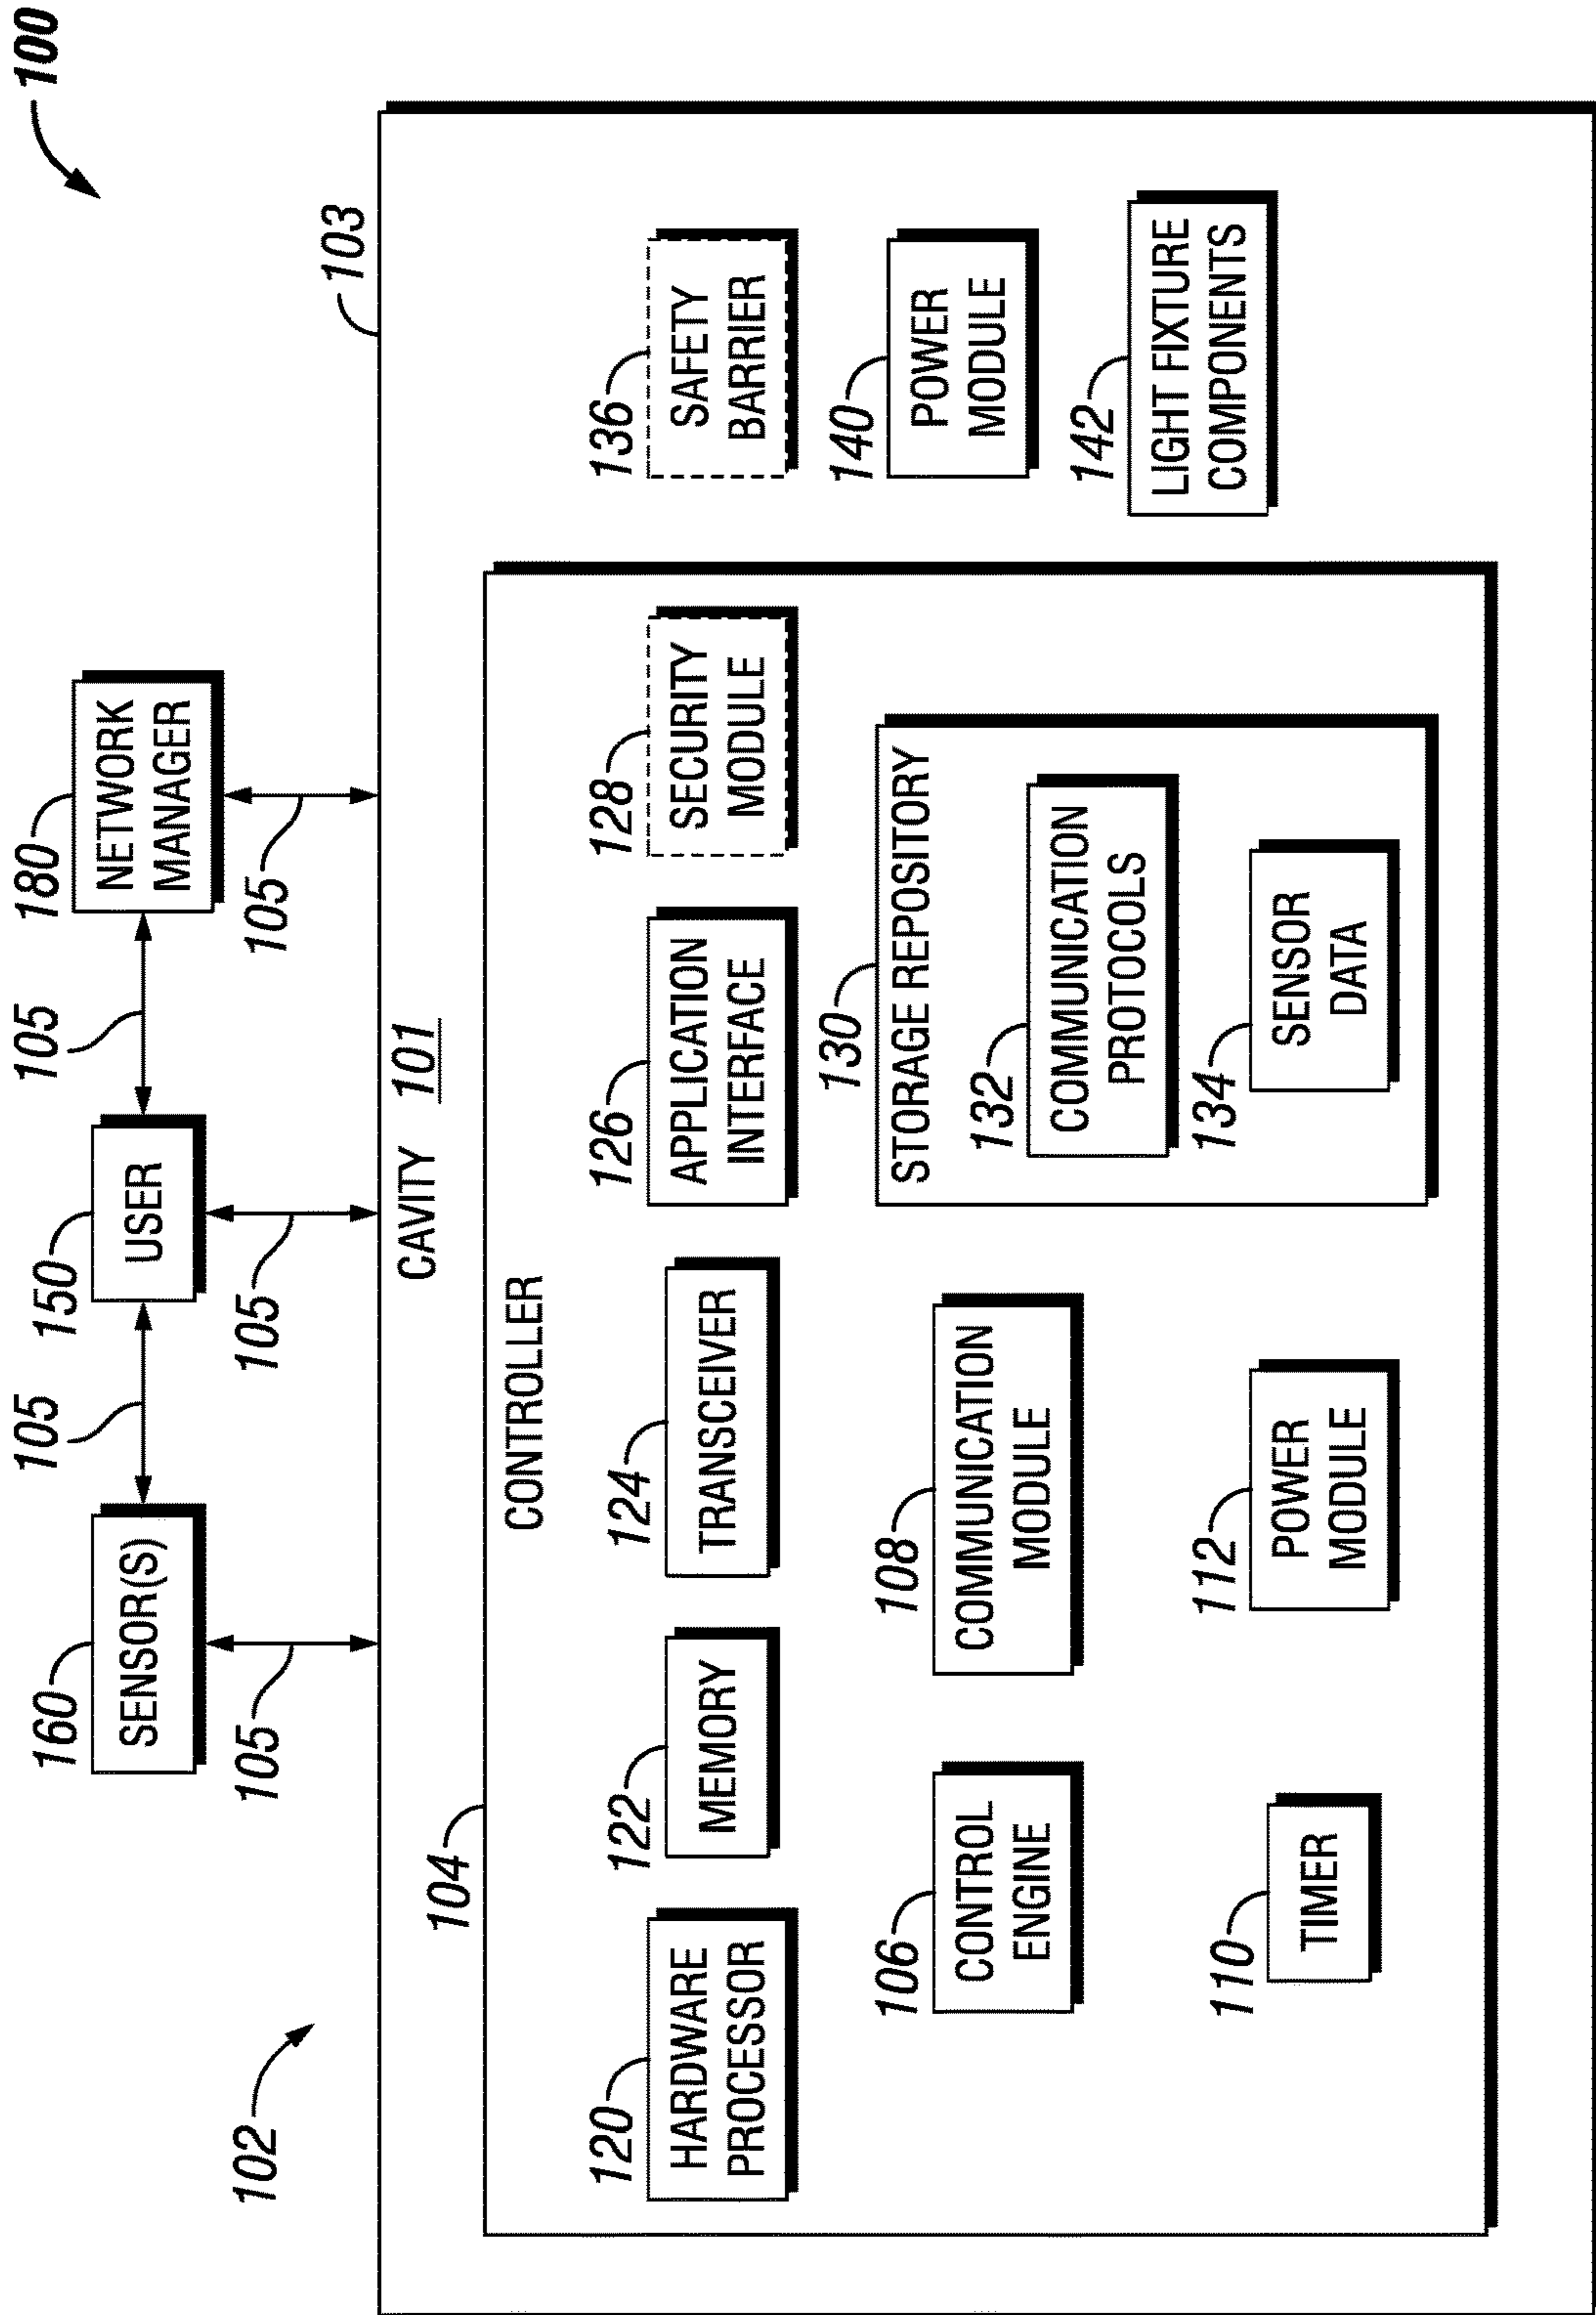 100
160
SENSOR(S)
105
150
USER
105
180
NETWORK
MANAGER
102
105
105
105
103
CAVITY 101
104
CONTROLLER
120
HARDWARE
PROCESSOR
122
MEMORY
124
TRANSCEIVER
126
APPLICATION
INTERFACE
128
SECURITY
MODULE
136
SAFETY
BARRIER
106
CONTROL
ENGINE
108
COMMUNICATION
MODULE
130
STORAGE REPOSITORY
132
COMMUNICATION
PROTOCOLS
134
SENSOR
DATA
140
POWER
MODULE
110
TIMER
112
POWER
MODULE
142
LIGHT FIXTURE
COMPONENTS